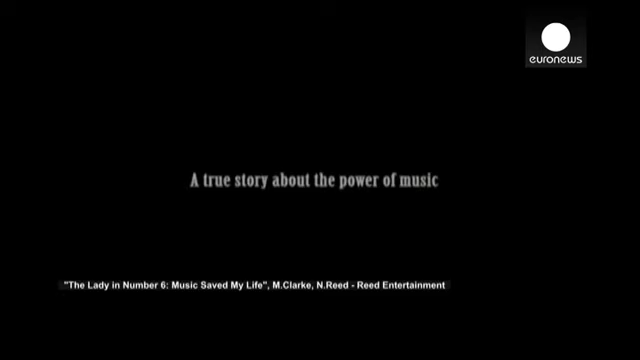 euronews
A true story about the power of music
"The Lady in Number 6: Music Saved My Life", M.Clarke, N.Reed - Reed Entertainment